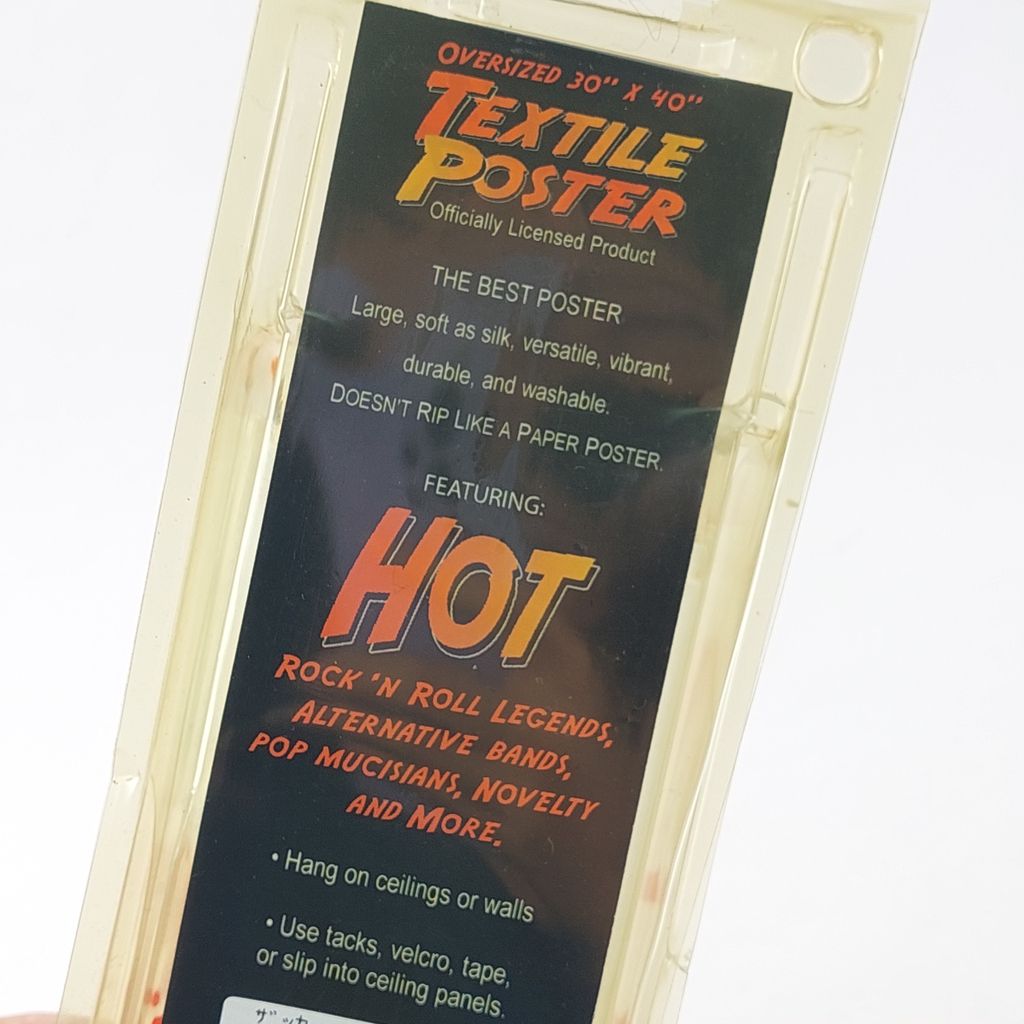 OVERSIZED 30" X 40"
TEXTILE
POSTER
Officially Licensed Product
THE BEST POSTER
Large, soft as silk, versatile, vibrant,
durable, and washable.
DOESN'T RIP LIKE A PAPER POSTER.
FEATURING:
HOT
ROCK 'N ROLL LEGENDS,
ALTERNATIVE BANDS,
POP MUCISIANS, NOVELTY
AND MORE.
• Hang on ceilings or walls
• Use tacks, velcro, tape,
or slip into ceiling panels.